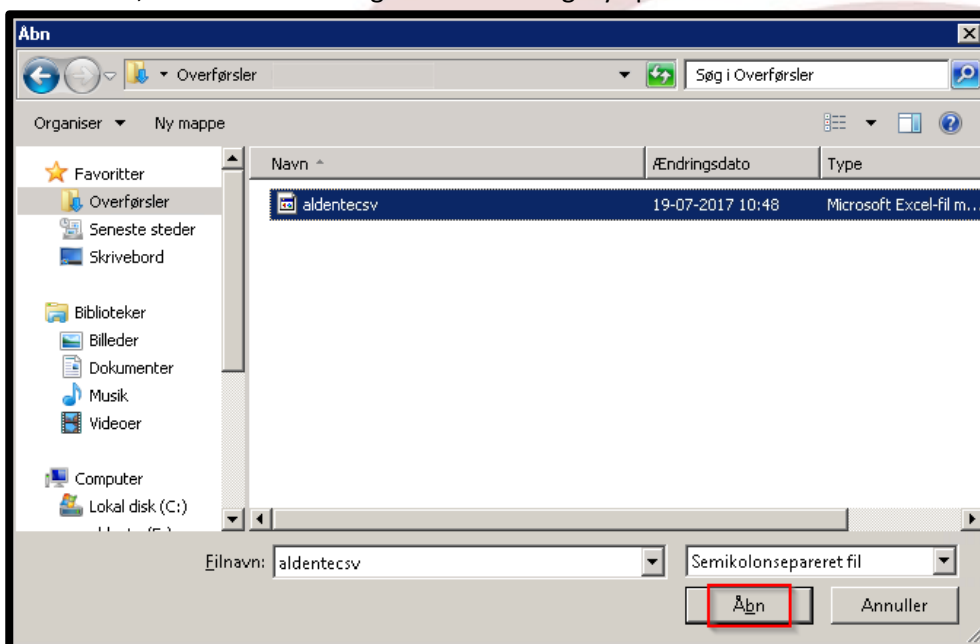 Åbn
Overførsler
Søg i Overførsler
Organiser
Ny mappe
Navn
Ændringsdato
Type
aldentecsv
19-07-2017 10:48
Microsoft Excel-fil m...
Favoritter
Overførsler
Seneste steder
Skrivebord
Biblioteker
Billeder
Dokumenter
Musik
Videoer
Computer
Lokal disk (C:)
Filnavn: aldentecsv
Semikolonsepareret fil
Åbn
Annuller